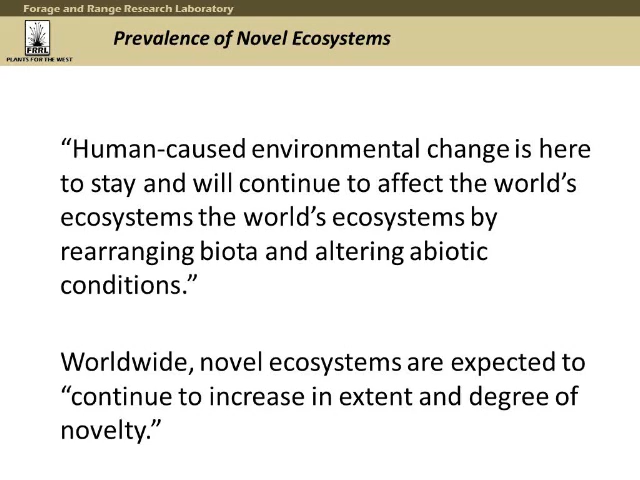 Forage and Range Research Laboratory
FRRL
PLANTS FOR THE WEST
Prevalence of Novel Ecosystems
“Human-caused environmental change is here
to stay and will continue to affect the world’s
ecosystems the world’s ecosystems by
rearranging biota and altering abiotic
conditions.”
Worldwide, novel ecosystems are expected to
“continue to increase in extent and degree of
novelty.”